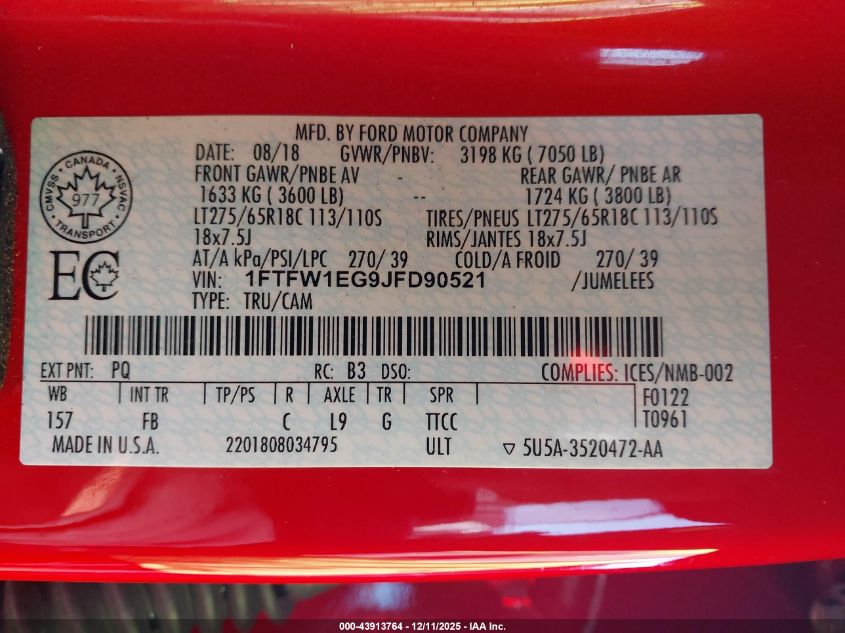 MFD. BY FORD MOTOR COMPANY
DATE: 08/18 GVWR/PNBV: 3198 KG ( 7050 LB)
FRONT GAWR/PNBE AV - REAR GAWR/ PNBE AR
1633 KG ( 3600 LB) -- 1724 KG ( 3800 LB)
LT275/65R18C 113/110S TIRES/PNEUS LT275/65R18C 113/110S
18x7.5J RIMS/JANTES 18x7.5J
AT/A kPa/PSI/LPC 270/ 39 COLD/A FROID 270/ 39
VIN: 1FTFW1EG9JFD90521 /JUMELEES
TYPE: TRU/CAM
CANADA
CMVSS NSVAC
977
TRANSPORT
EC
EXT PNT: PQ RC: B3 DSO: COMPLIES: ICES/NMB-002
WB INT TR TP/PS R AXLE TR SPR F0122
157 FB C L9 G TTCC T0961
MADE IN U.S.A. 2201808034795 ULT ▽ 5U5A-3520472-AA
000-43913764 - 12/11/2025 - IAA Inc.